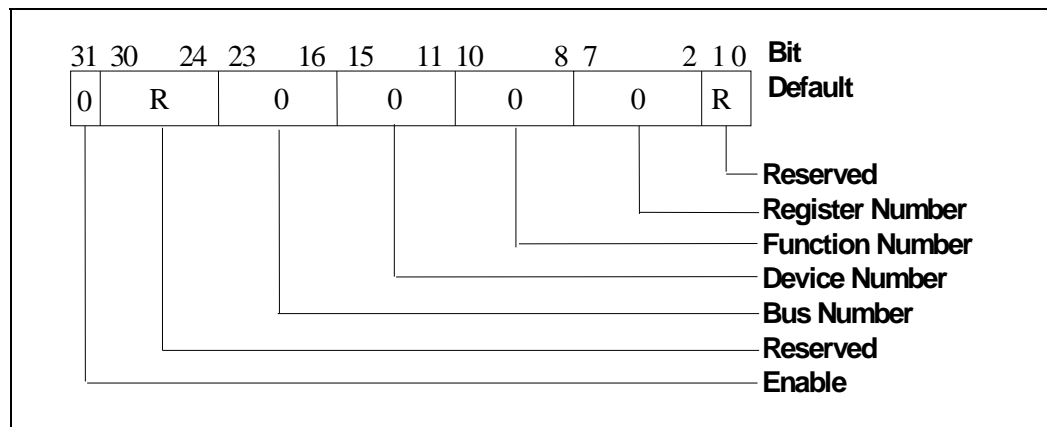 31 30 24 23 16 15 11 10 8 7 2 1 0 Bit
0 R 0 0 0 0 R Default
Reserved
Register Number
Function Number
Device Number
Bus Number
Reserved
Enable